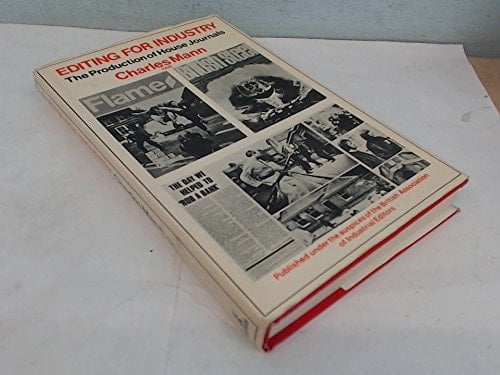 EDITING FOR INDUSTRY
The Production of House Journals
Charles Mann
Flame
THE DAY WE
HELPED TO
'ROB A BANK'
Published under the auspices of the British Association
of Industrial Editors